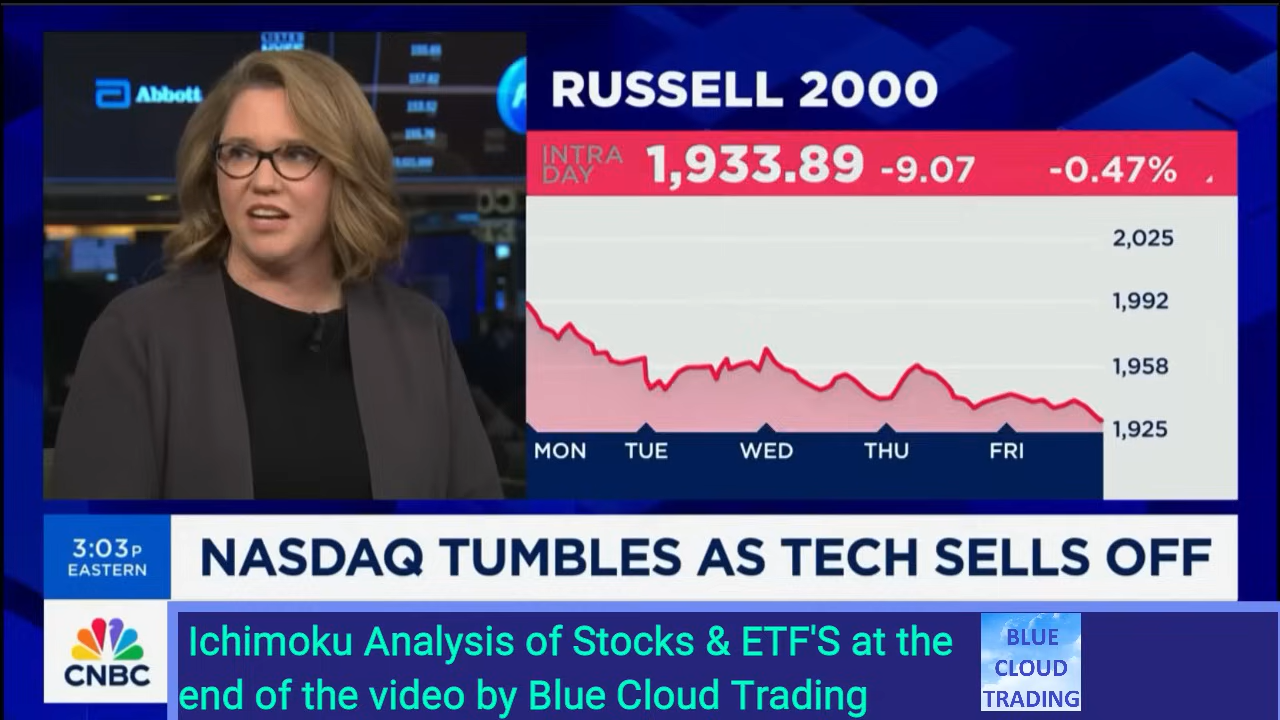 Abbott
RUSSELL 2000
INTRA
DAY
1,933.89 -9.07 -0.47%
2,025
1,992
1,958
1,925
MON TUE WED THU FRI
3:03P
EASTERN
NASDAQ TUMBLES AS TECH SELLS OFF
CNBC
Ichimoku Analysis of Stocks & ETF'S at the
end of the video by Blue Cloud Trading
BLUE
CLOUD
TRADING